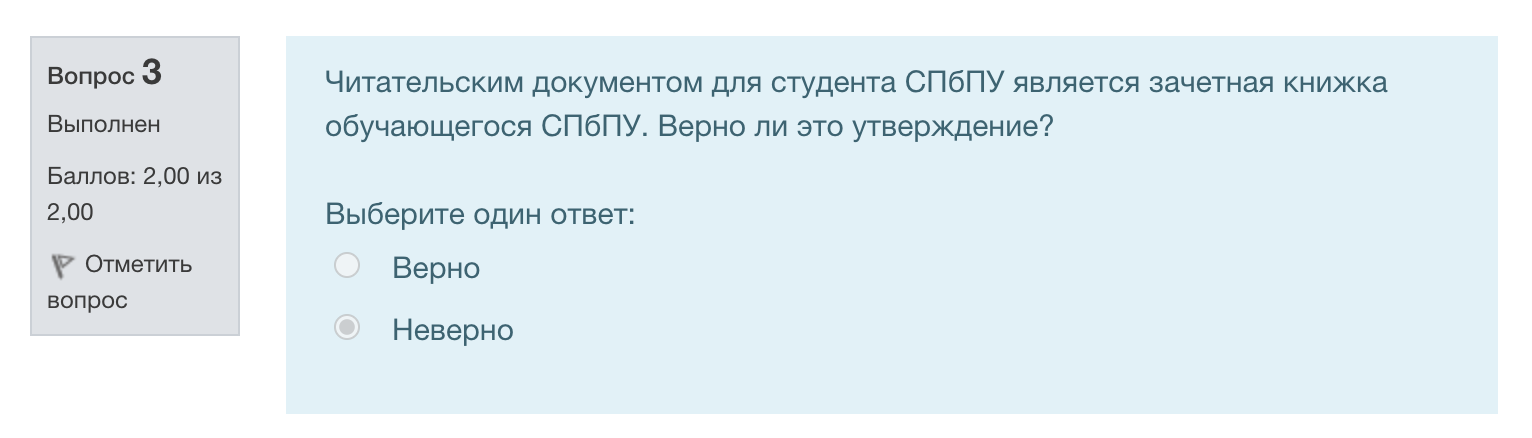 Вопрос 3
Выполнен
Баллов: 2,00 из
2,00
Отметить
вопрос
Читательским документом для студента СПбПУ является зачетная книжка
обучающегося СПбПУ. Верно ли это утверждение?
Выберите один ответ:
Верно
Неверно